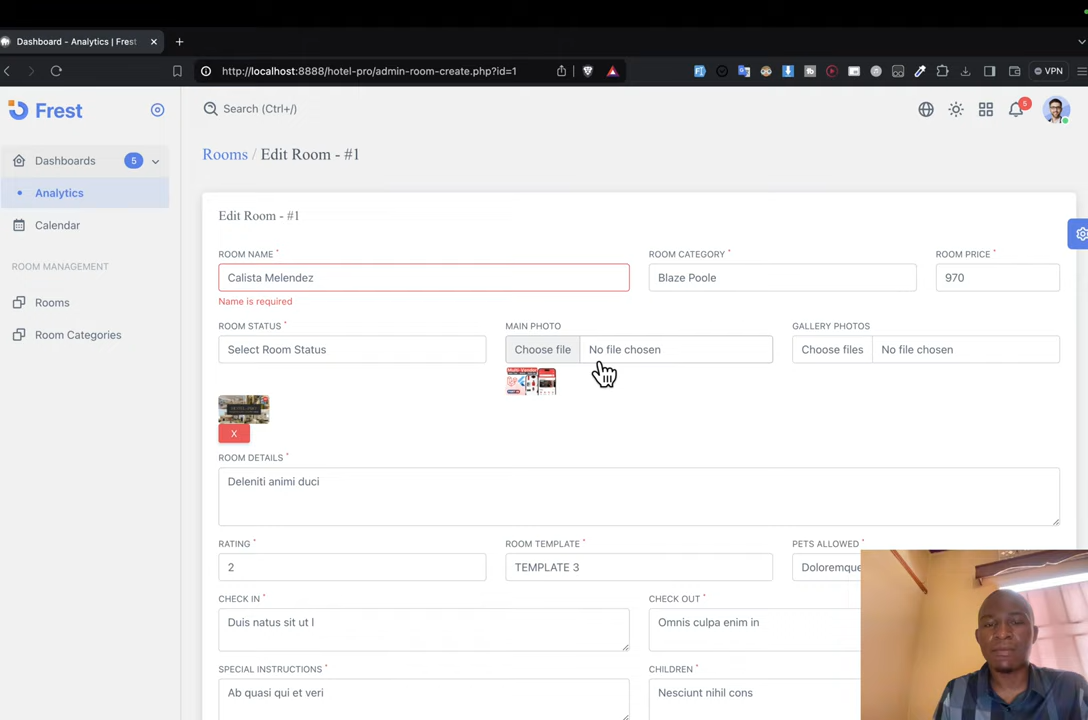 Dashboard - Analytics | Frest
http://localhost:8888/hotel-pro/admin-room-create.php?id=1
VPN
Frest
Search (Ctrl+/)
5
Dashboards
5
Analytics
Calendar
ROOM MANAGEMENT
Rooms
Room Categories
Rooms / Edit Room - #1
Edit Room - #1
ROOM NAME *
ROOM CATEGORY *
ROOM PRICE *
Calista Melendez
Blaze Poole
970
Name is required
ROOM STATUS *
MAIN PHOTO
GALLERY PHOTOS
Select Room Status
Choose file
No file chosen
Choose files
No file chosen
Multi-Vendor
HOTEL PRO
X
ROOM DETAILS *
Deleniti animi duci
RATING *
ROOM TEMPLATE *
PETS ALLOWED *
2
TEMPLATE 3
Doloremque
CHECK IN *
CHECK OUT *
Duis natus sit ut l
Omnis culpa enim in
SPECIAL INSTRUCTIONS *
CHILDREN *
Ab quasi qui et veri
Nesciunt nihil cons